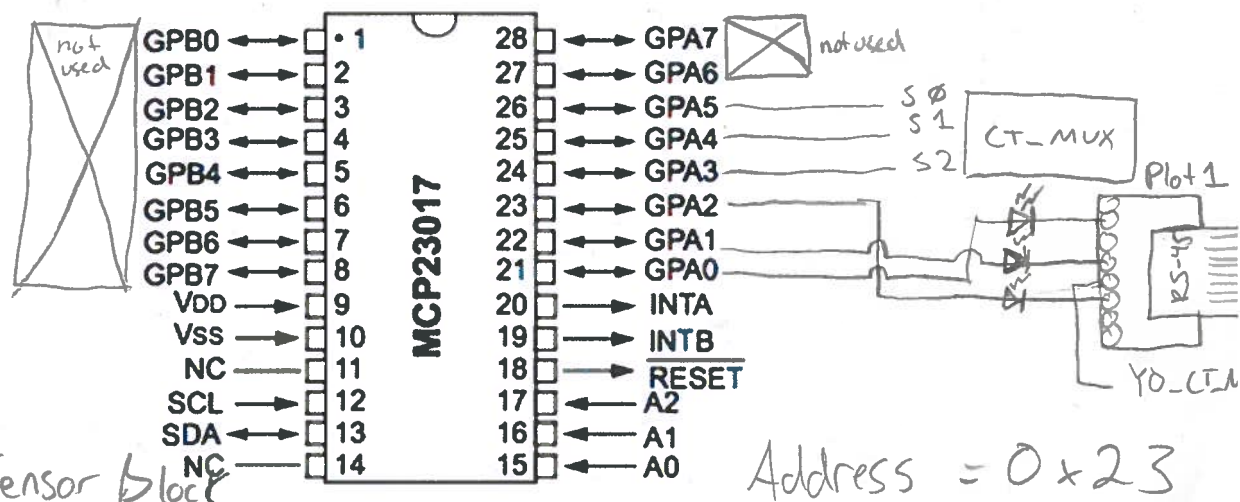 not used
GPB0
GPB1
GPB2
GPB3
GPB4
GPB5
GPB6
GPB7
VDD
VSS
NC
SCL
SDA
NC
• 1
2
3
4
5
6
7
8
9
10
11
12
13
14
MCP23017
28
27
26
25
24
23
22
21
20
19
18
17
16
15
GPA7
GPA6
GPA5
GPA4
GPA3
GPA2
GPA1
GPA0
INTA
INTB
RESET
A2
A1
A0
not used
SØ
S1
S2
CT_MUX
Plot 1
RJ-45
YO_CT_M
Sensor Block
Address = 0x23